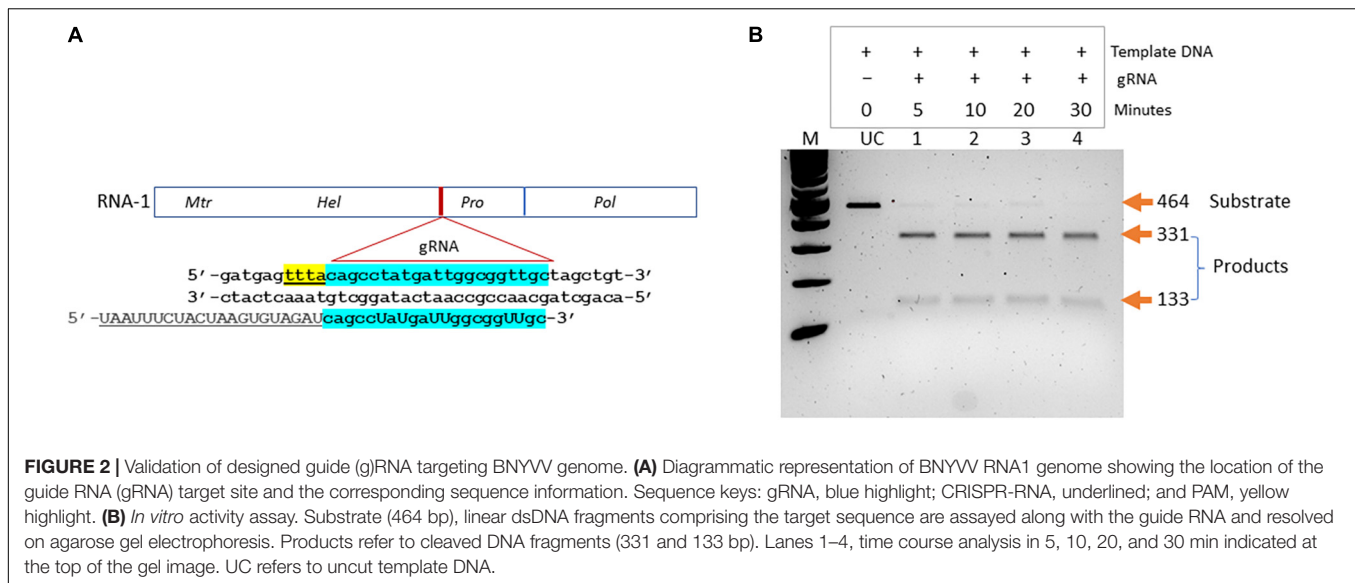 A
RNA-1 Mtr Hel Pro Pol
gRNA
5′-gatgagtttacagcctatgattggcggttgctagctgt-3′
3′-ctactcaaatgtcggatactaaccgccaacgatcgaca-5′
5′-UAAUUUCUACUAAGUGUAGAUcagccUaUgaUUggcggUUgc-3′
B
+ + + + + Template DNA
– + + + + gRNA
0 5 10 20 30 Minutes
M UC 1 2 3 4
464 Substrate
331
Products
133
FIGURE 2 | Validation of designed guide (g)RNA targeting BNYVV genome. (A) Diagrammatic representation of BNYVV RNA1 genome showing the location of the
guide RNA (gRNA) target site and the corresponding sequence information. Sequence keys: gRNA, blue highlight; CRISPR-RNA, underlined; and PAM, yellow
highlight. (B) In vitro activity assay. Substrate (464 bp), linear dsDNA fragments comprising the target sequence are assayed along with the guide RNA and resolved
on agarose gel electrophoresis. Products refer to cleaved DNA fragments (331 and 133 bp). Lanes 1–4, time course analysis in 5, 10, 20, and 30 min indicated at
the top of the gel image. UC refers to uncut template DNA.